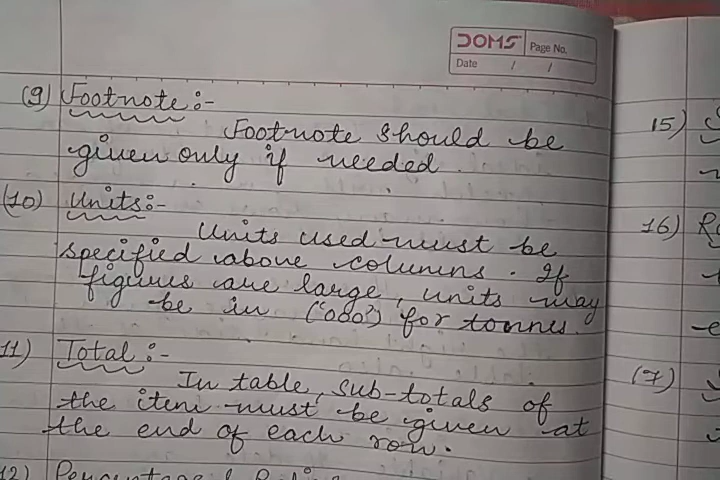 DOMS Page No.
Date / /
(9) Footnote :-
Footnote should be
given only if needed.
(10) Units:-
Units used must be
specified above columns. If
figures are large, units may
be in ('000') for tonnes.
11) Total :-
In table, sub-totals of
the item must be given at
the end of each row.
12)
15)
16)
17)